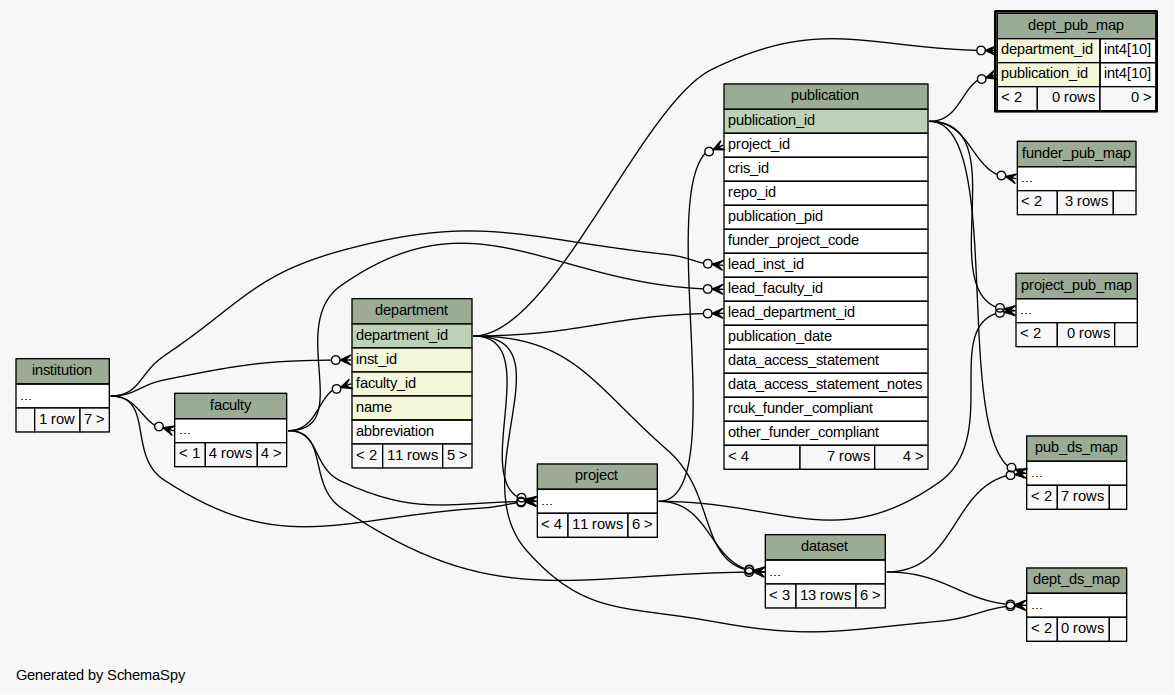 dept_pub_map
department_id int4[10]
publication_id int4[10]
< 2 0 rows 0 >
publication
publication_id
project_id
cris_id
repo_id
publication_pid
funder_project_code
lead_inst_id
lead_faculty_id
lead_department_id
publication_date
data_access_statement
data_access_statement_notes
rcuk_funder_compliant
other_funder_compliant
< 4 7 rows 4 >
funder_pub_map
...
< 2 3 rows
project_pub_map
...
< 2 0 rows
department
department_id
inst_id
faculty_id
name
abbreviation
< 2 11 rows 5 >
institution
...
1 row 7 >
faculty
...
< 1 4 rows 4 >
project
...
< 4 11 rows 6 >
pub_ds_map
...
< 2 7 rows
dataset
...
< 3 13 rows 6 >
dept_ds_map
...
< 2 0 rows
Generated by SchemaSpy